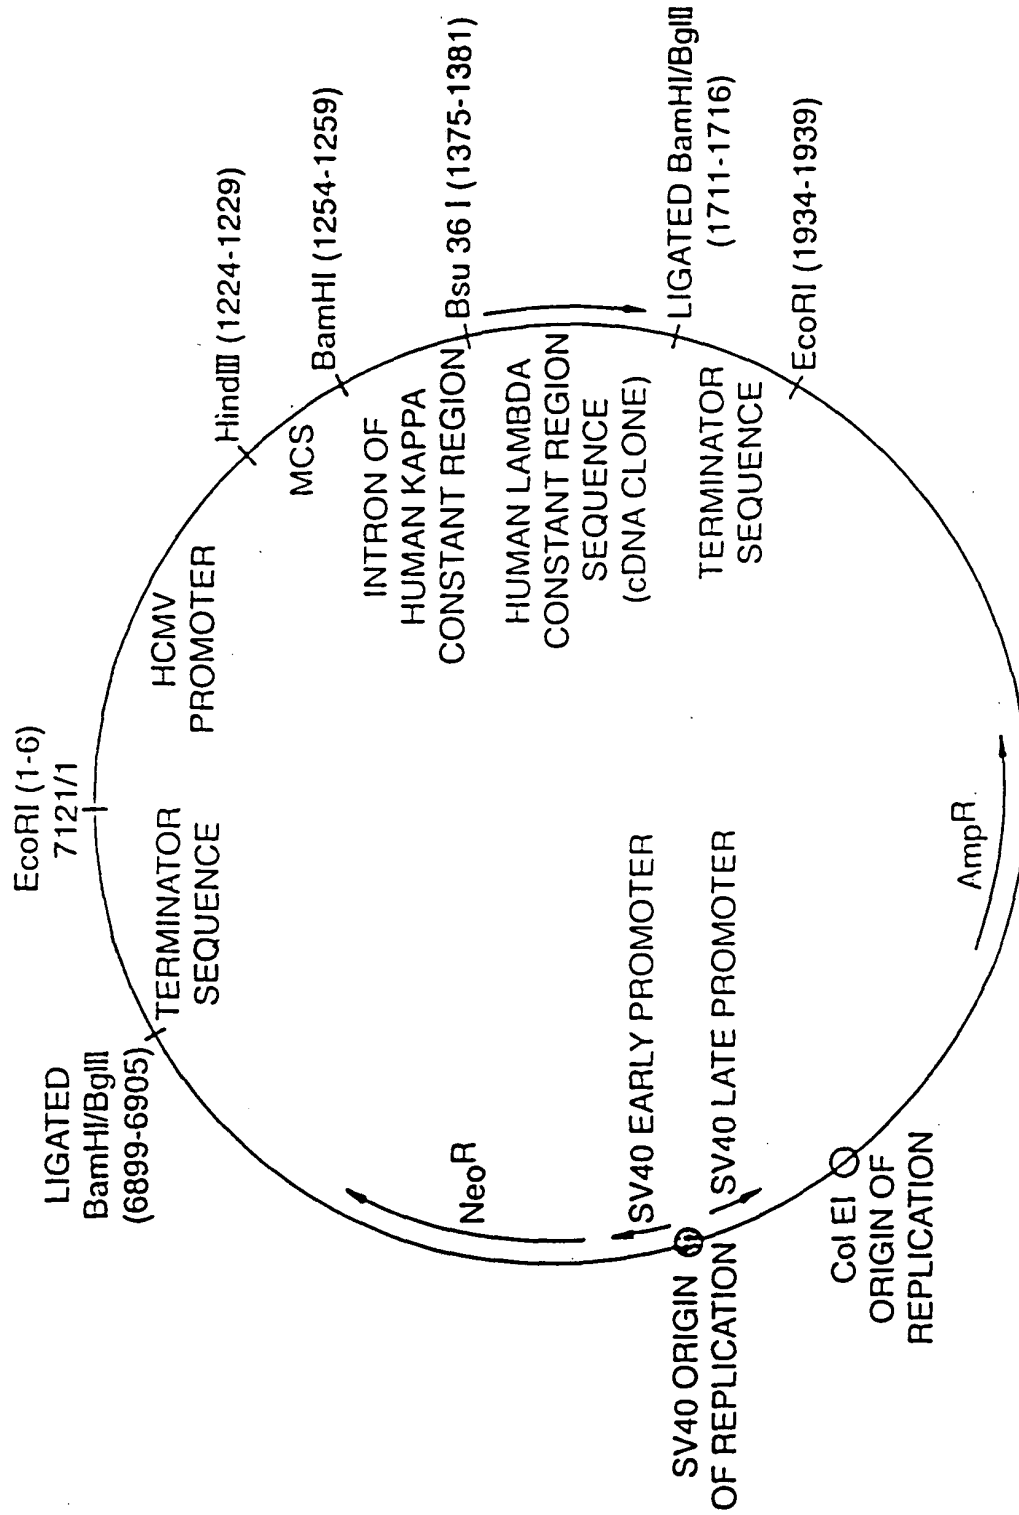 EcoRI (1-6)
7121/1
HindIII (1224-1229)
BamHI (1254-1259)
Bsu 36 I (1375-1381)
LIGATED BamHI/BglII
(1711-1716)
EcoRI (1934-1939)
HCMV
PROMOTER
MCS
INTRON OF
HUMAN KAPPA
CONSTANT REGION
HUMAN LAMBDA
CONSTANT REGION
SEQUENCE
(cDNA CLONE)
TERMINATOR
SEQUENCE
AmpR
Col EI
ORIGIN OF
REPLICATION
SV40 LATE PROMOTER
SV40 EARLY PROMOTER
SV40 ORIGIN
OF REPLICATION
NeoR
LIGATED
BamHI/BglII
(6899-6905)
TERMINATOR
SEQUENCE